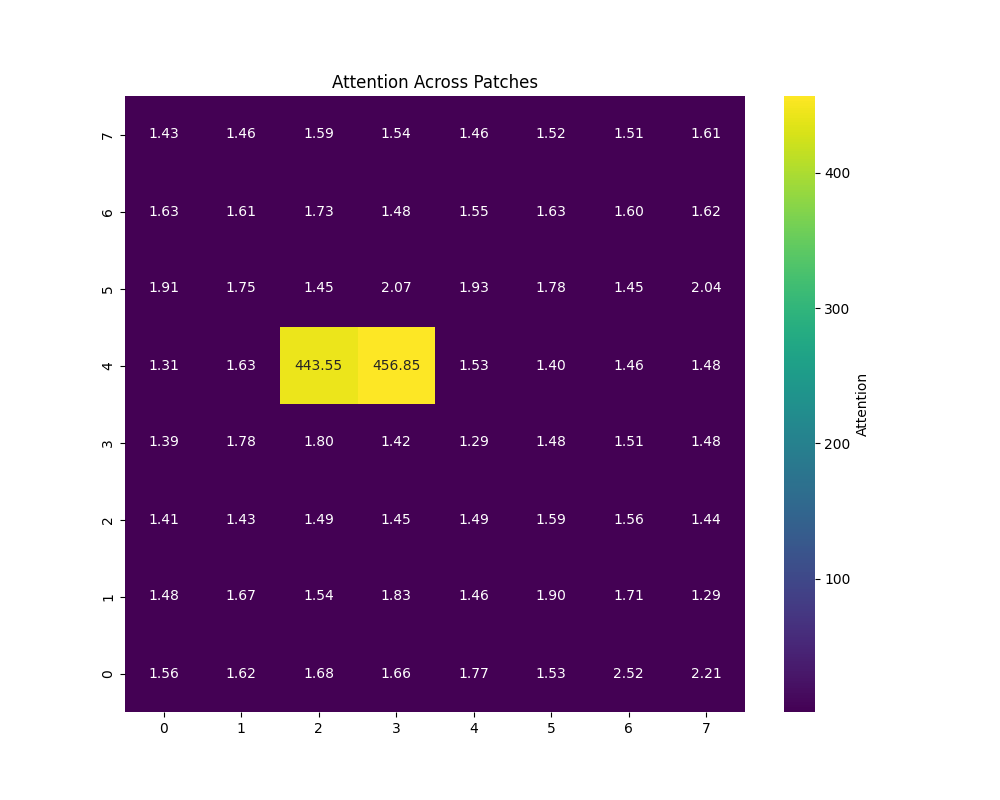 Attention Across Patches
7 1.43 1.46 1.59 1.54 1.46 1.52 1.51 1.61
6 1.63 1.61 1.73 1.48 1.55 1.63 1.60 1.62
5 1.91 1.75 1.45 2.07 1.93 1.78 1.45 2.04
4 1.31 1.63 443.55 456.85 1.53 1.40 1.46 1.48
3 1.39 1.78 1.80 1.42 1.29 1.48 1.51 1.48
2 1.41 1.43 1.49 1.45 1.49 1.59 1.56 1.44
1 1.48 1.67 1.54 1.83 1.46 1.90 1.71 1.29
0 1.56 1.62 1.68 1.66 1.77 1.53 2.52 2.21
0 1 2 3 4 5 6 7
400
300
200
100
Attention